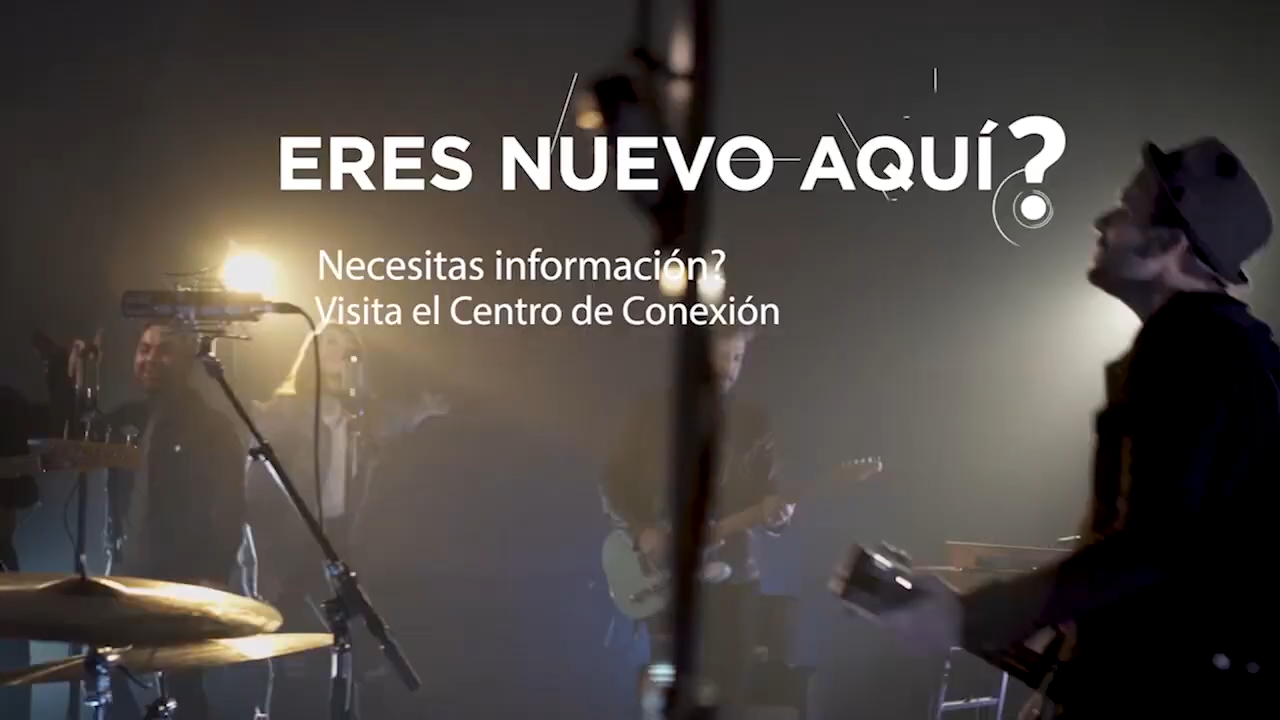 ERES NUEVO AQUÍ?
Necesitas información?
Visita el Centro de Conexión